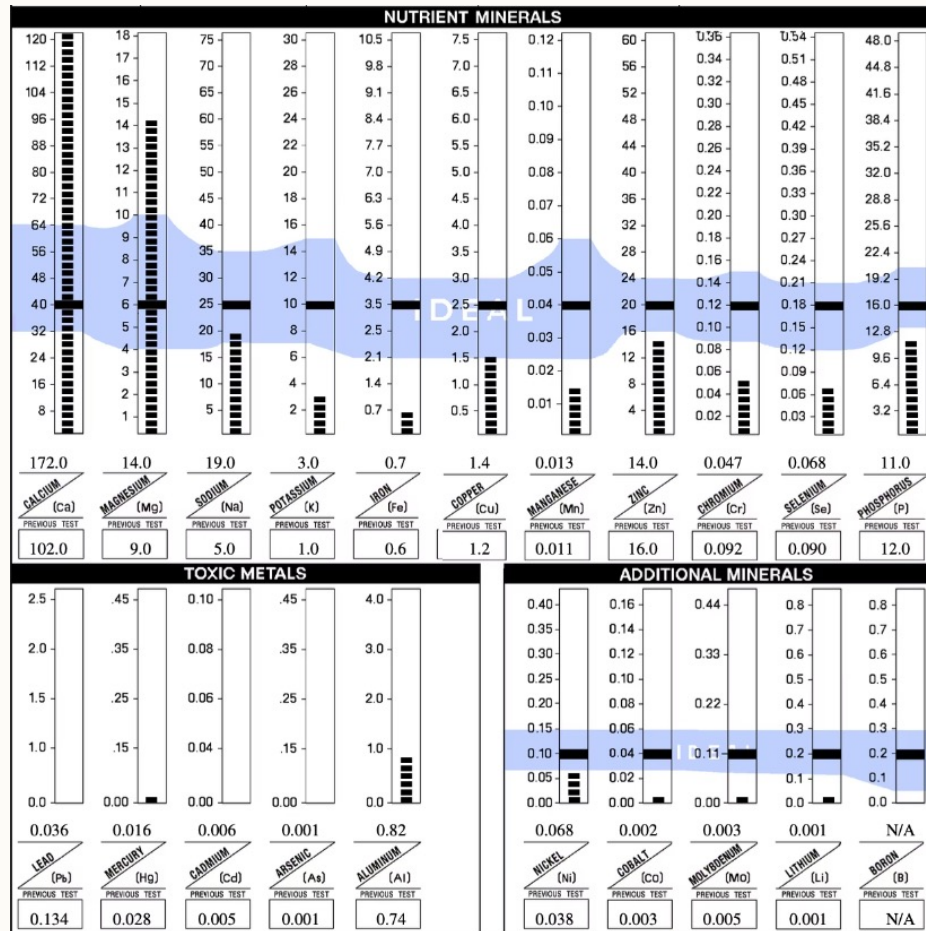 NUTRIENT MINERALS
120 18 75 30 10.5 7.5 0.12 60 0.36 0.54 48.0
112 17 70 28 9.8 7.0 0.11 56 0.34 0.51 44.8
104 16 65 26 9.1 6.5 0.10 52 0.30 0.48 41.6
96 15 60 24 8.4 6.0 0.09 48 0.28 0.45 38.4
88 14 55 22 7.7 5.5 0.09 44 0.26 0.42 35.2
80 13 50 20 7.0 5.0 0.08 40 0.22 0.39 32.0
72 12 45 18 6.3 4.5 0.07 36 0.20 0.29 28.8
64 11 40 16 5.6 4.0 0.06 32 0.18 0.27 25.6
56 10 35 14 4.9 3.5 0.06 28 0.16 0.24 22.4
48 9 30 12 4.2 3.0 0.05 24 0.14 0.21 19.2
40 8 25 10 3.5 2.5 0.04 20 0.12 0.18 16.0
32 7 20 8 2.5 2.0 0.03 16 0.08 0.15 12.8
24 6 15 6 2.1 1.5 0.02 12 0.06 0.12 9.6
16 5 10 4 1.4 1.0 0.01 8 0.04 0.06 6.4
8 4 5 2 0.7 0.5 4 0.02 0.03 3.2
3
2
1
IDEAL
172.0 14.0 19.0 3.0 0.7 1.4 0.013 14.0 0.047 0.068 11.0
CALCIUM (Ca) MAGNESIUM (Mg) SODIUM (Na) POTASSIUM (K) IRON (Fe) COPPER (Cu) MANGANESE (Mn) ZINC (Zn) CHROMIUM (Cr) SELENIUM (Se) PHOSPHORUS (P)
PREVIOUS TEST PREVIOUS TEST PREVIOUS TEST PREVIOUS TEST PREVIOUS TEST PREVIOUS TEST PREVIOUS TEST PREVIOUS TEST PREVIOUS TEST PREVIOUS TEST PREVIOUS TEST
102.0 9.0 5.0 1.0 0.6 1.2 0.011 16.0 0.092 0.090 12.0
TOXIC METALS
2.5 .45 0.10 .45 4.0
2.0 .35 0.08 .35 3.0
1.5 .25 0.06 .25 2.0
1.0 .15 0.04 .15 1.0
0.0 0.00 0.00 0.00 0.0
0.036 0.016 0.006 0.001 0.82
LEAD (Pb) MERCURY (Hg) CADMIUM (Cd) ARSENIC (As) ALUMINUM (Al)
PREVIOUS TEST PREVIOUS TEST PREVIOUS TEST PREVIOUS TEST PREVIOUS TEST
0.134 0.028 0.005 0.001 0.74
ADDITIONAL MINERALS
0.40 0.16 0.44 0.8 0.8
0.35 0.14 0.33 0.7 0.7
0.30 0.12 0.22 0.6 0.6
0.25 0.10 0.11 0.5 0.5
0.20 0.08 0.00 0.4 0.4
0.15 0.06 0.3 0.3
0.10 0.04 0.2 0.2
0.05 0.02 0.1 0.1
0.00 0.00 0.0 0.0
0.068 0.002 0.003 0.001 N/A
NICKEL (Ni) COBALT (CO) MOLYBDENUM (MO) LITHIUM (Li) BORON (B)
PREVIOUS TEST PREVIOUS TEST PREVIOUS TEST PREVIOUS TEST PREVIOUS TEST
0.038 0.003 0.005 0.001 N/A